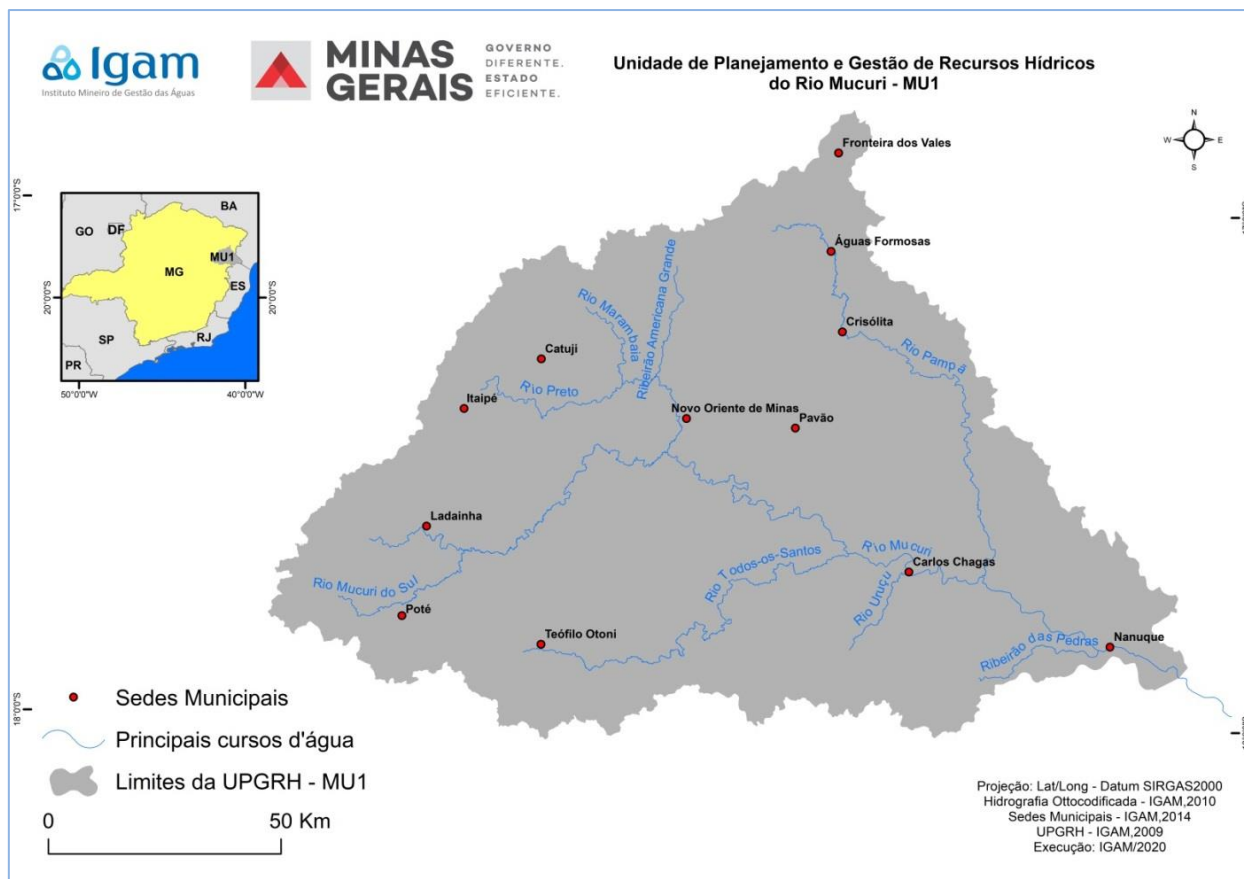 Igam
Instituto Mineiro de Gestão das Águas
MINAS
GERAIS
GOVERNO
DIFERENTE.
ESTADO
EFICIENTE.
Unidade de Planejamento e Gestão de Recursos Hídricos
do Rio Mucuri - MU1
N
W
E
S
17°0'0"S
18°0'0"S
BA
GO
DF
MU1
MG
ES
SP
RJ
PR
20°0'0"S
20°0'0"S
50°0'0"W
40°0'0"W
Fronteira dos Vales
Águas Formosas
Ribeirão Americana Grande
Rio Marambaia
Crisólita
Rio Pampã
Catuji
Rio Preto
Itaipé
Novo Oriente de Minas
Pavão
Ladainha
Rio Mucuri do Sul
Poté
Rio Todos-os-Santos
Rio Mucuri
Carlos Chagas
Rio Uruçu
Teófilo Otoni
Ribeirão das Pedras
Nanuque
Sedes Municipais
Principais cursos d'água
Limites da UPGRH - MU1
0
50 Km
Projeção: Lat/Long - Datum SIRGAS2000
Hidrografia Ottocodificada - IGAM,2010
Sedes Municipais - IGAM,2014
UPGRH - IGAM,2009
Execução: IGAM/2020